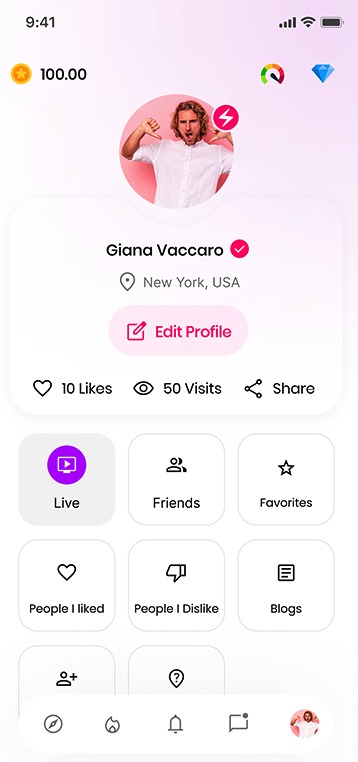 9:41
100.00
Giana Vaccaro
New York, USA
Edit Profile
10 Likes 50 Visits Share
Live Friends Favorites
People I liked People I Dislike Blogs